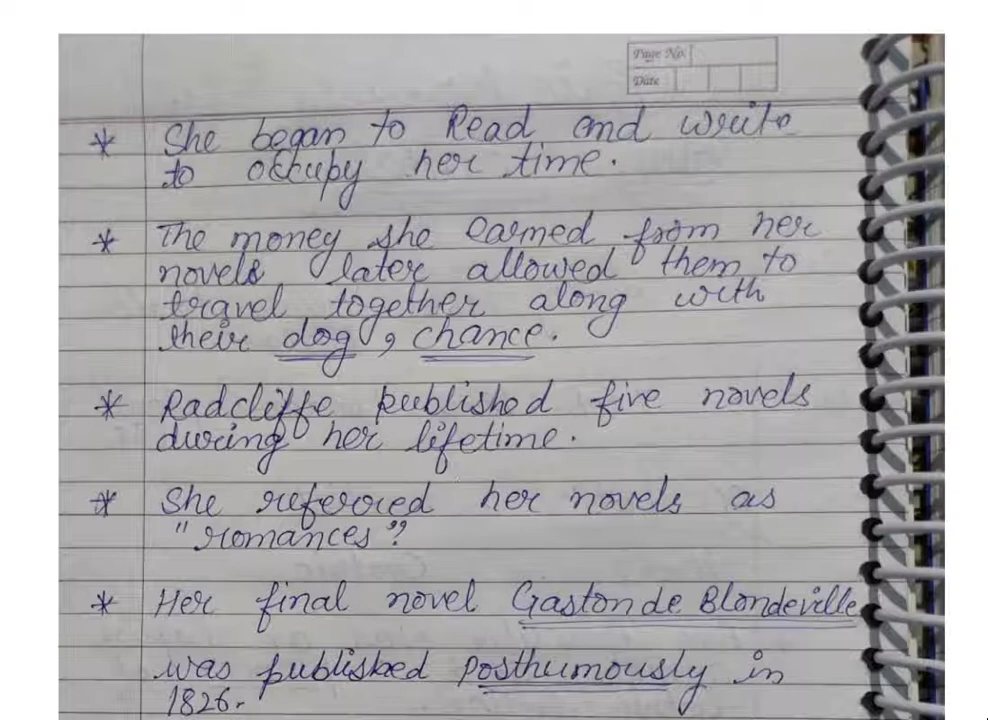 Page No.
Date
* She began to Read and write
to occupy her time.
* The money she earned from her
novels later allowed them to
travel together along with
their dog, chance.
* Radcliffe published five novels
during her lifetime.
* She referred her novels as
"romances"
* Her final novel Gaston de Blondeville
was published posthumously in
1826.